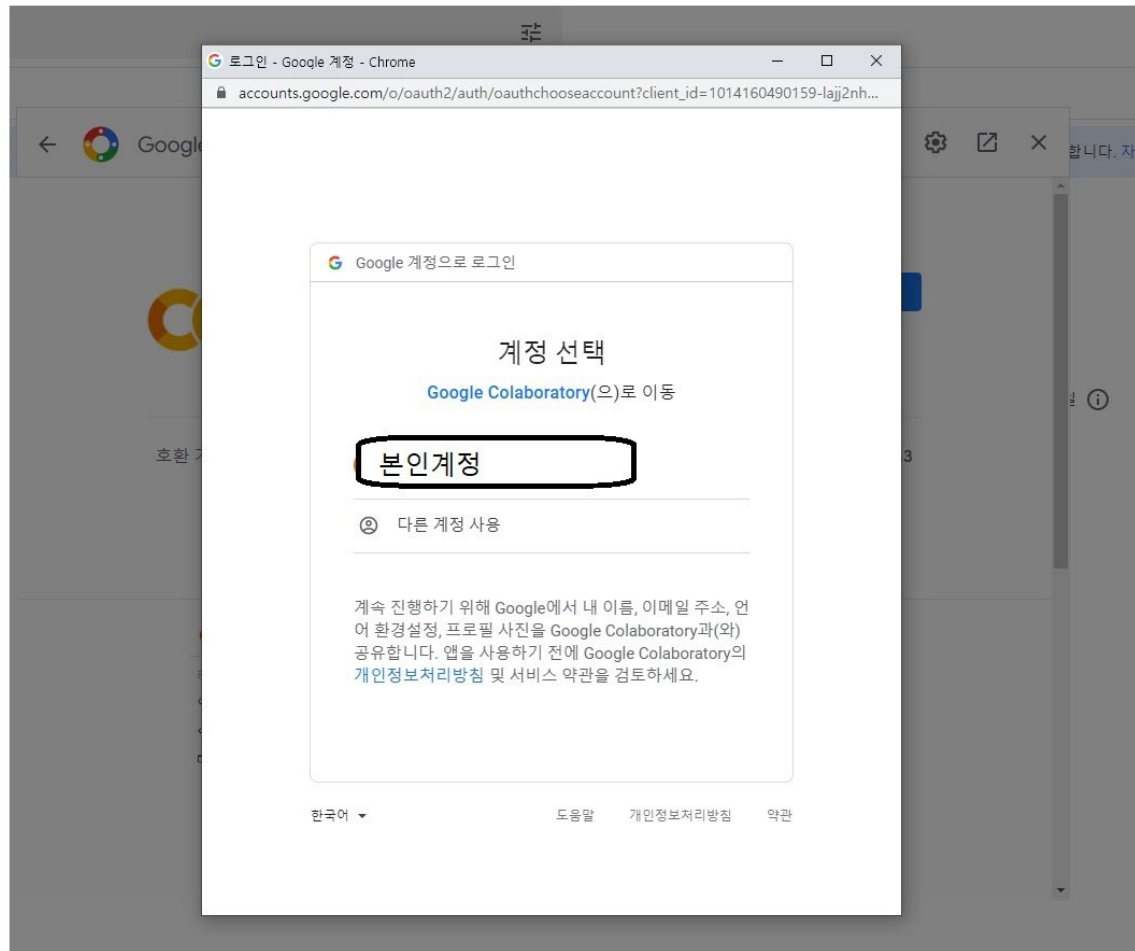 로그인 - Google 계정 - Chrome
accounts.google.com/o/oauth2/auth/oauthchooseaccount?client_id=1014160490159-lajj2nh...
Google
합니다. 자
Google 계정으로 로그인
계정 선택
Google Colaboratory(으)로 이동
호환
3
본인계정
다른 계정 사용
계속 진행하기 위해 Google에서 내 이름, 이메일 주소, 언
어 환경설정, 프로필 사진을 Google Colaboratory과(와)
공유합니다. 앱을 사용하기 전에 Google Colaboratory의
개인정보처리방침 및 서비스 약관을 검토하세요.
한국어
도움말 개인정보처리방침 약관